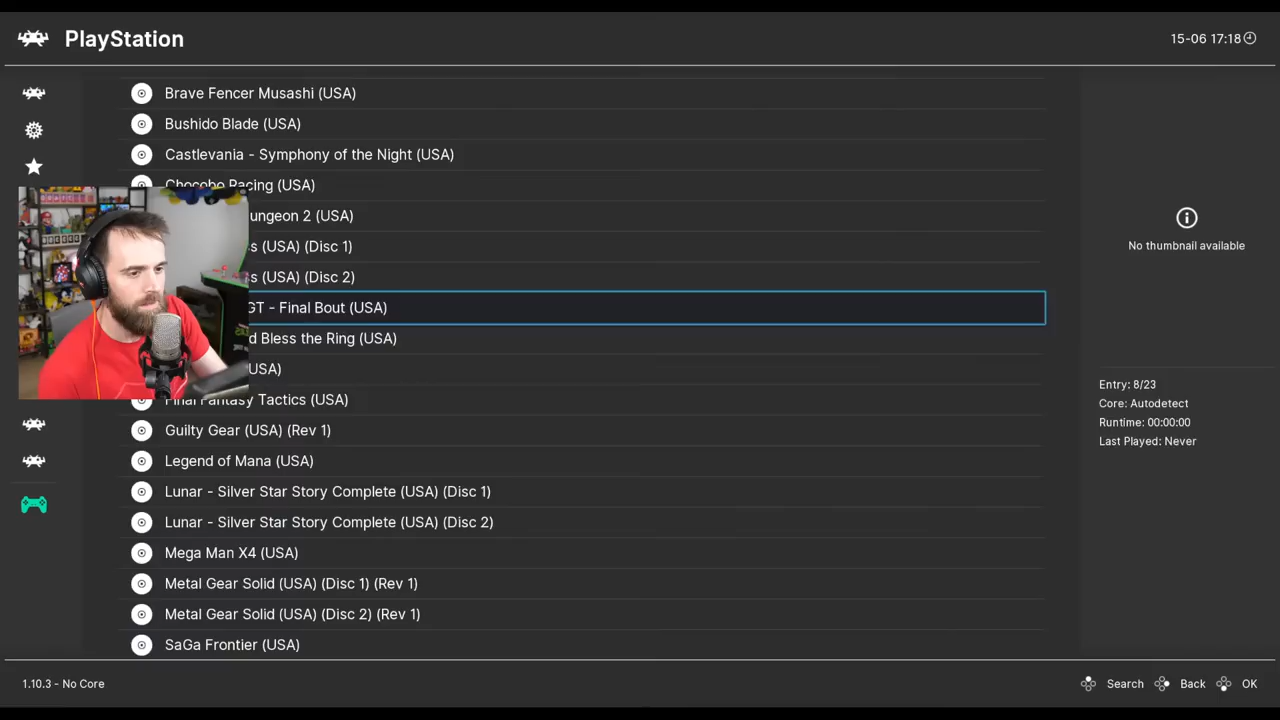 PlayStation
15-06 17:18
Brave Fencer Musashi (USA)
Bushido Blade (USA)
Castlevania - Symphony of the Night (USA)
Chocobo Racing (USA)
ungeon 2 (USA)
s (USA) (Disc 1)
s (USA) (Disc 2)
GT - Final Bout (USA)
d Bless the Ring (USA)
USA)
Final Fantasy Tactics (USA)
Guilty Gear (USA) (Rev 1)
Legend of Mana (USA)
Lunar - Silver Star Story Complete (USA) (Disc 1)
Lunar - Silver Star Story Complete (USA) (Disc 2)
Mega Man X4 (USA)
Metal Gear Solid (USA) (Disc 1) (Rev 1)
Metal Gear Solid (USA) (Disc 2) (Rev 1)
SaGa Frontier (USA)
No thumbnail available
Entry: 8/23
Core: Autodetect
Runtime: 00:00:00
Last Played: Never
1.10.3 - No Core
Search
Back
OK